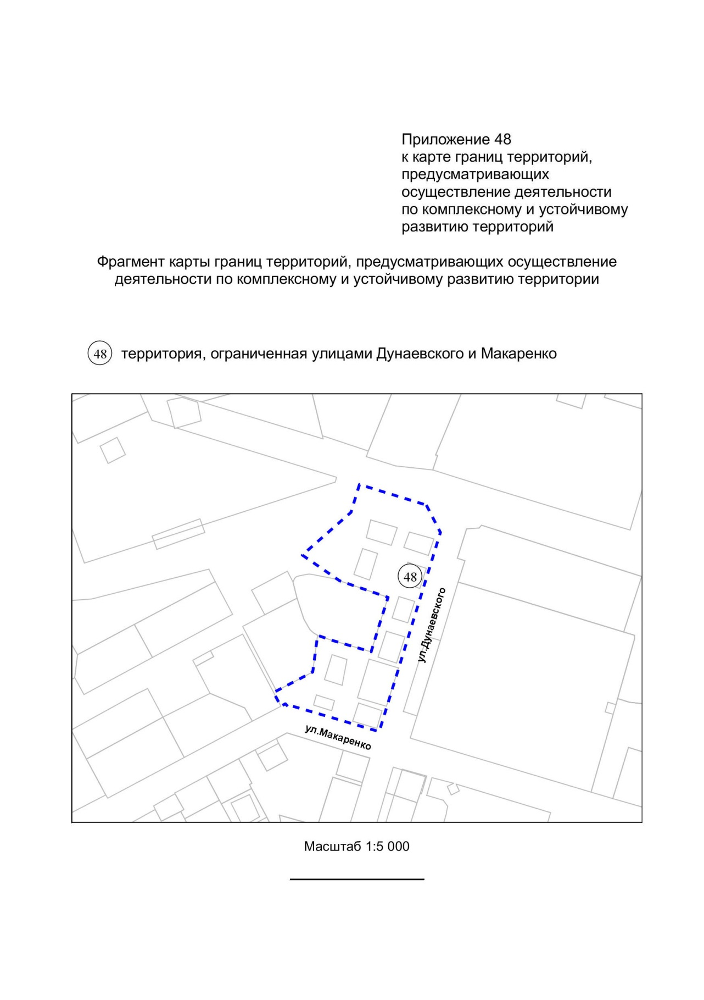 Приложение 48
к карте границ территорий,
предусматривающих
осуществление деятельности
по комплексному и устойчивому
развитию территорий
Фрагмент карты границ территорий, предусматривающих осуществление
деятельности по комплексному и устойчивому развитию территории
48 территория, ограниченная улицами Дунаевского и Макаренко
48
ул.Дунаевского
ул.Макаренко
Масштаб 1:5 000